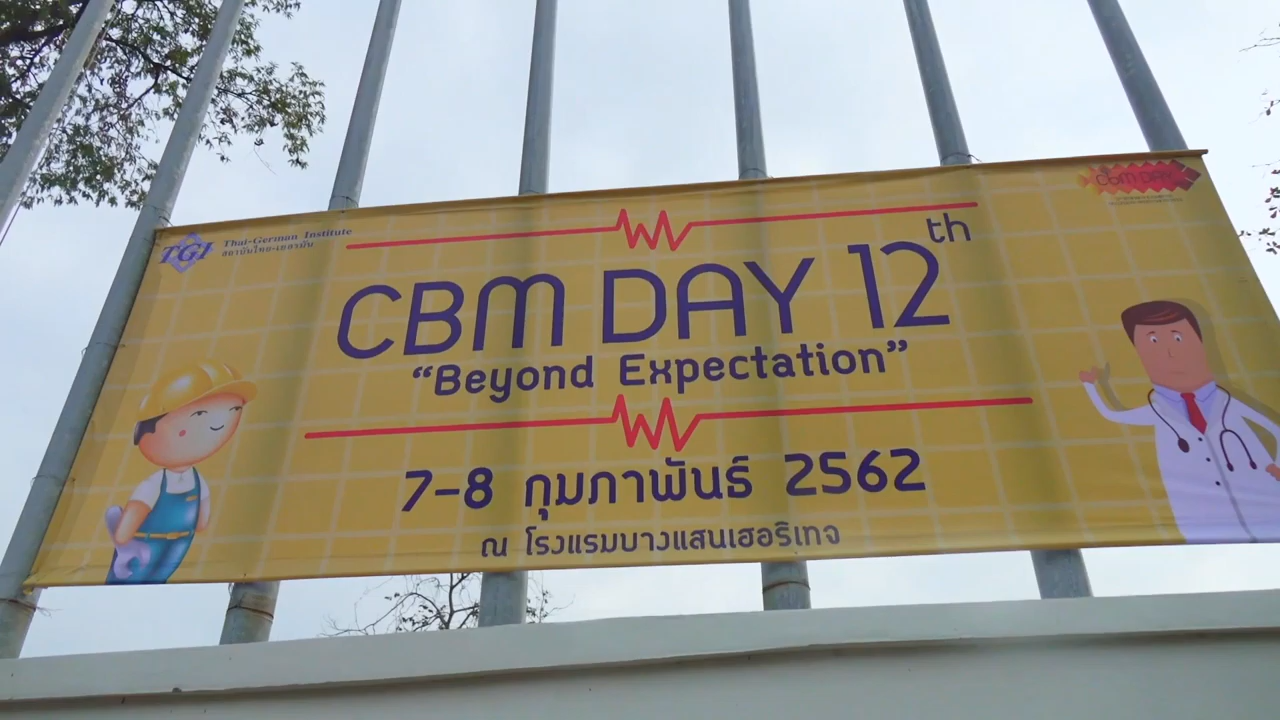 TGI
Thai-German Institute
สถาบันไทย-เยอรมัน
CBM DAY
CBM DAY 12th
“Beyond Expectation”
7-8 กุมภาพันธ์ 2562
ณ โรงแรมบางแสนเฮอริเทจ